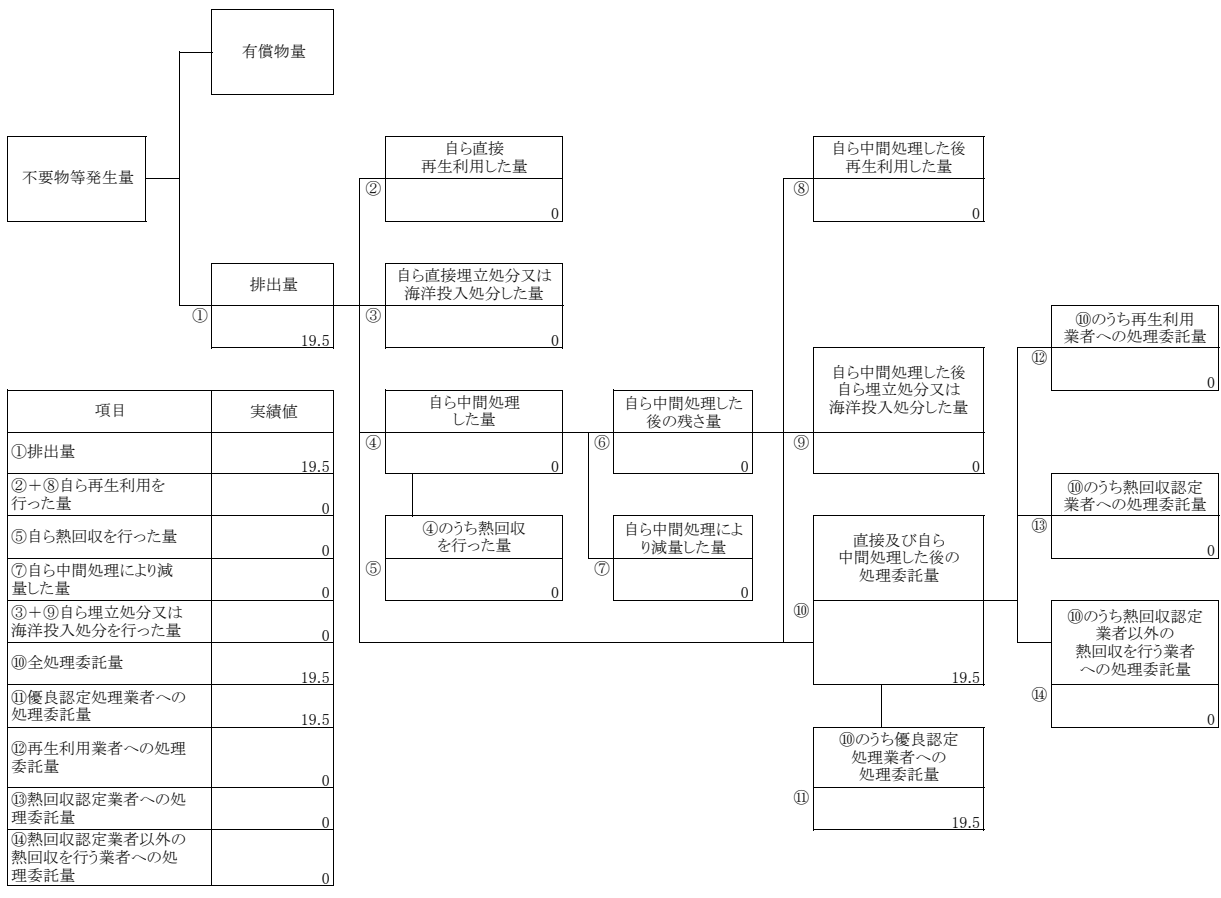 有償物量
不要物等発生量
排出量
①
19.5
自ら直接
再生利用した量
②
0
自ら直接埋立処分又は
海洋投入処分した量
③
0
自ら中間処理
した量
④
0
④のうち熱回収
を行った量
⑤
0
自ら中間処理した
後の残さ量
⑥
0
自ら中間処理によ
り減量した量
⑦
0
自ら中間処理した後
再生利用した量
⑧
0
自ら中間処理した後
自ら埋立処分又は
海洋投入処分した量
⑨
0
直接及び自ら
中間処理した後の
処理委託量
⑩
19.5
⑩のうち優良認定
処理業者への
処理委託量
⑪
19.5
⑩のうち再生利用
業者への処理委託量
⑫
0
⑩のうち熱回収認定
業者への処理委託量
⑬
0
⑩のうち熱回収認定
業者以外の
熱回収を行う業者
への処理委託量
⑭
0
項目 実績値
①排出量
19.5
②＋⑧自ら再生利用を
行った量
0
⑤自ら熱回収を行った量
0
⑦自ら中間処理により減
量した量
0
③＋⑨自ら埋立処分又は
海洋投入処分を行った量
0
⑩全処理委託量
19.5
⑪優良認定処理業者への
処理委託量
19.5
⑫再生利用業者への処理
委託量
0
⑬熱回収認定業者への処
理委託量
0
⑭熱回収認定業者以外の
熱回収を行う業者への処
理委託量
0